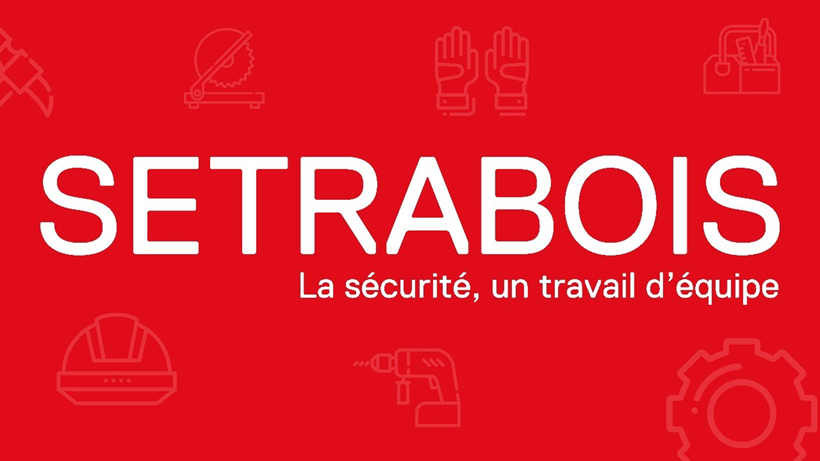 SETRABOIS
La sécurité, un travail d’équipe